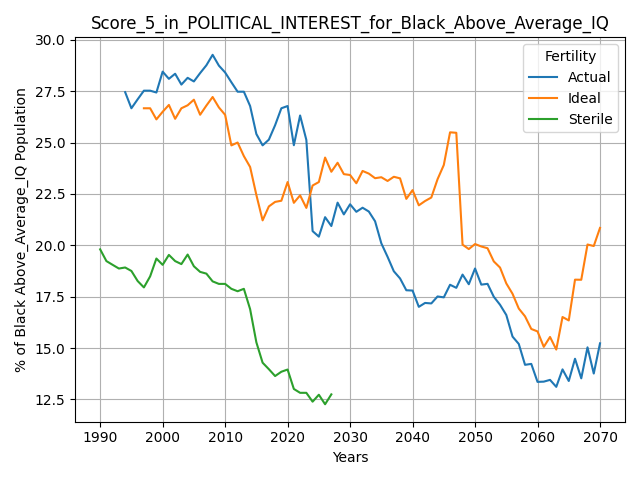 Score_5_in_POLITICAL_INTEREST_for_Black_Above_Average_IQ
% of Black Above_Average_IQ Population
30.0
27.5
25.0
22.5
20.0
17.5
15.0
12.5
Fertility
Actual
Ideal
Sterile
1990 2000 2010 2020 2030 2040 2050 2060 2070
Years